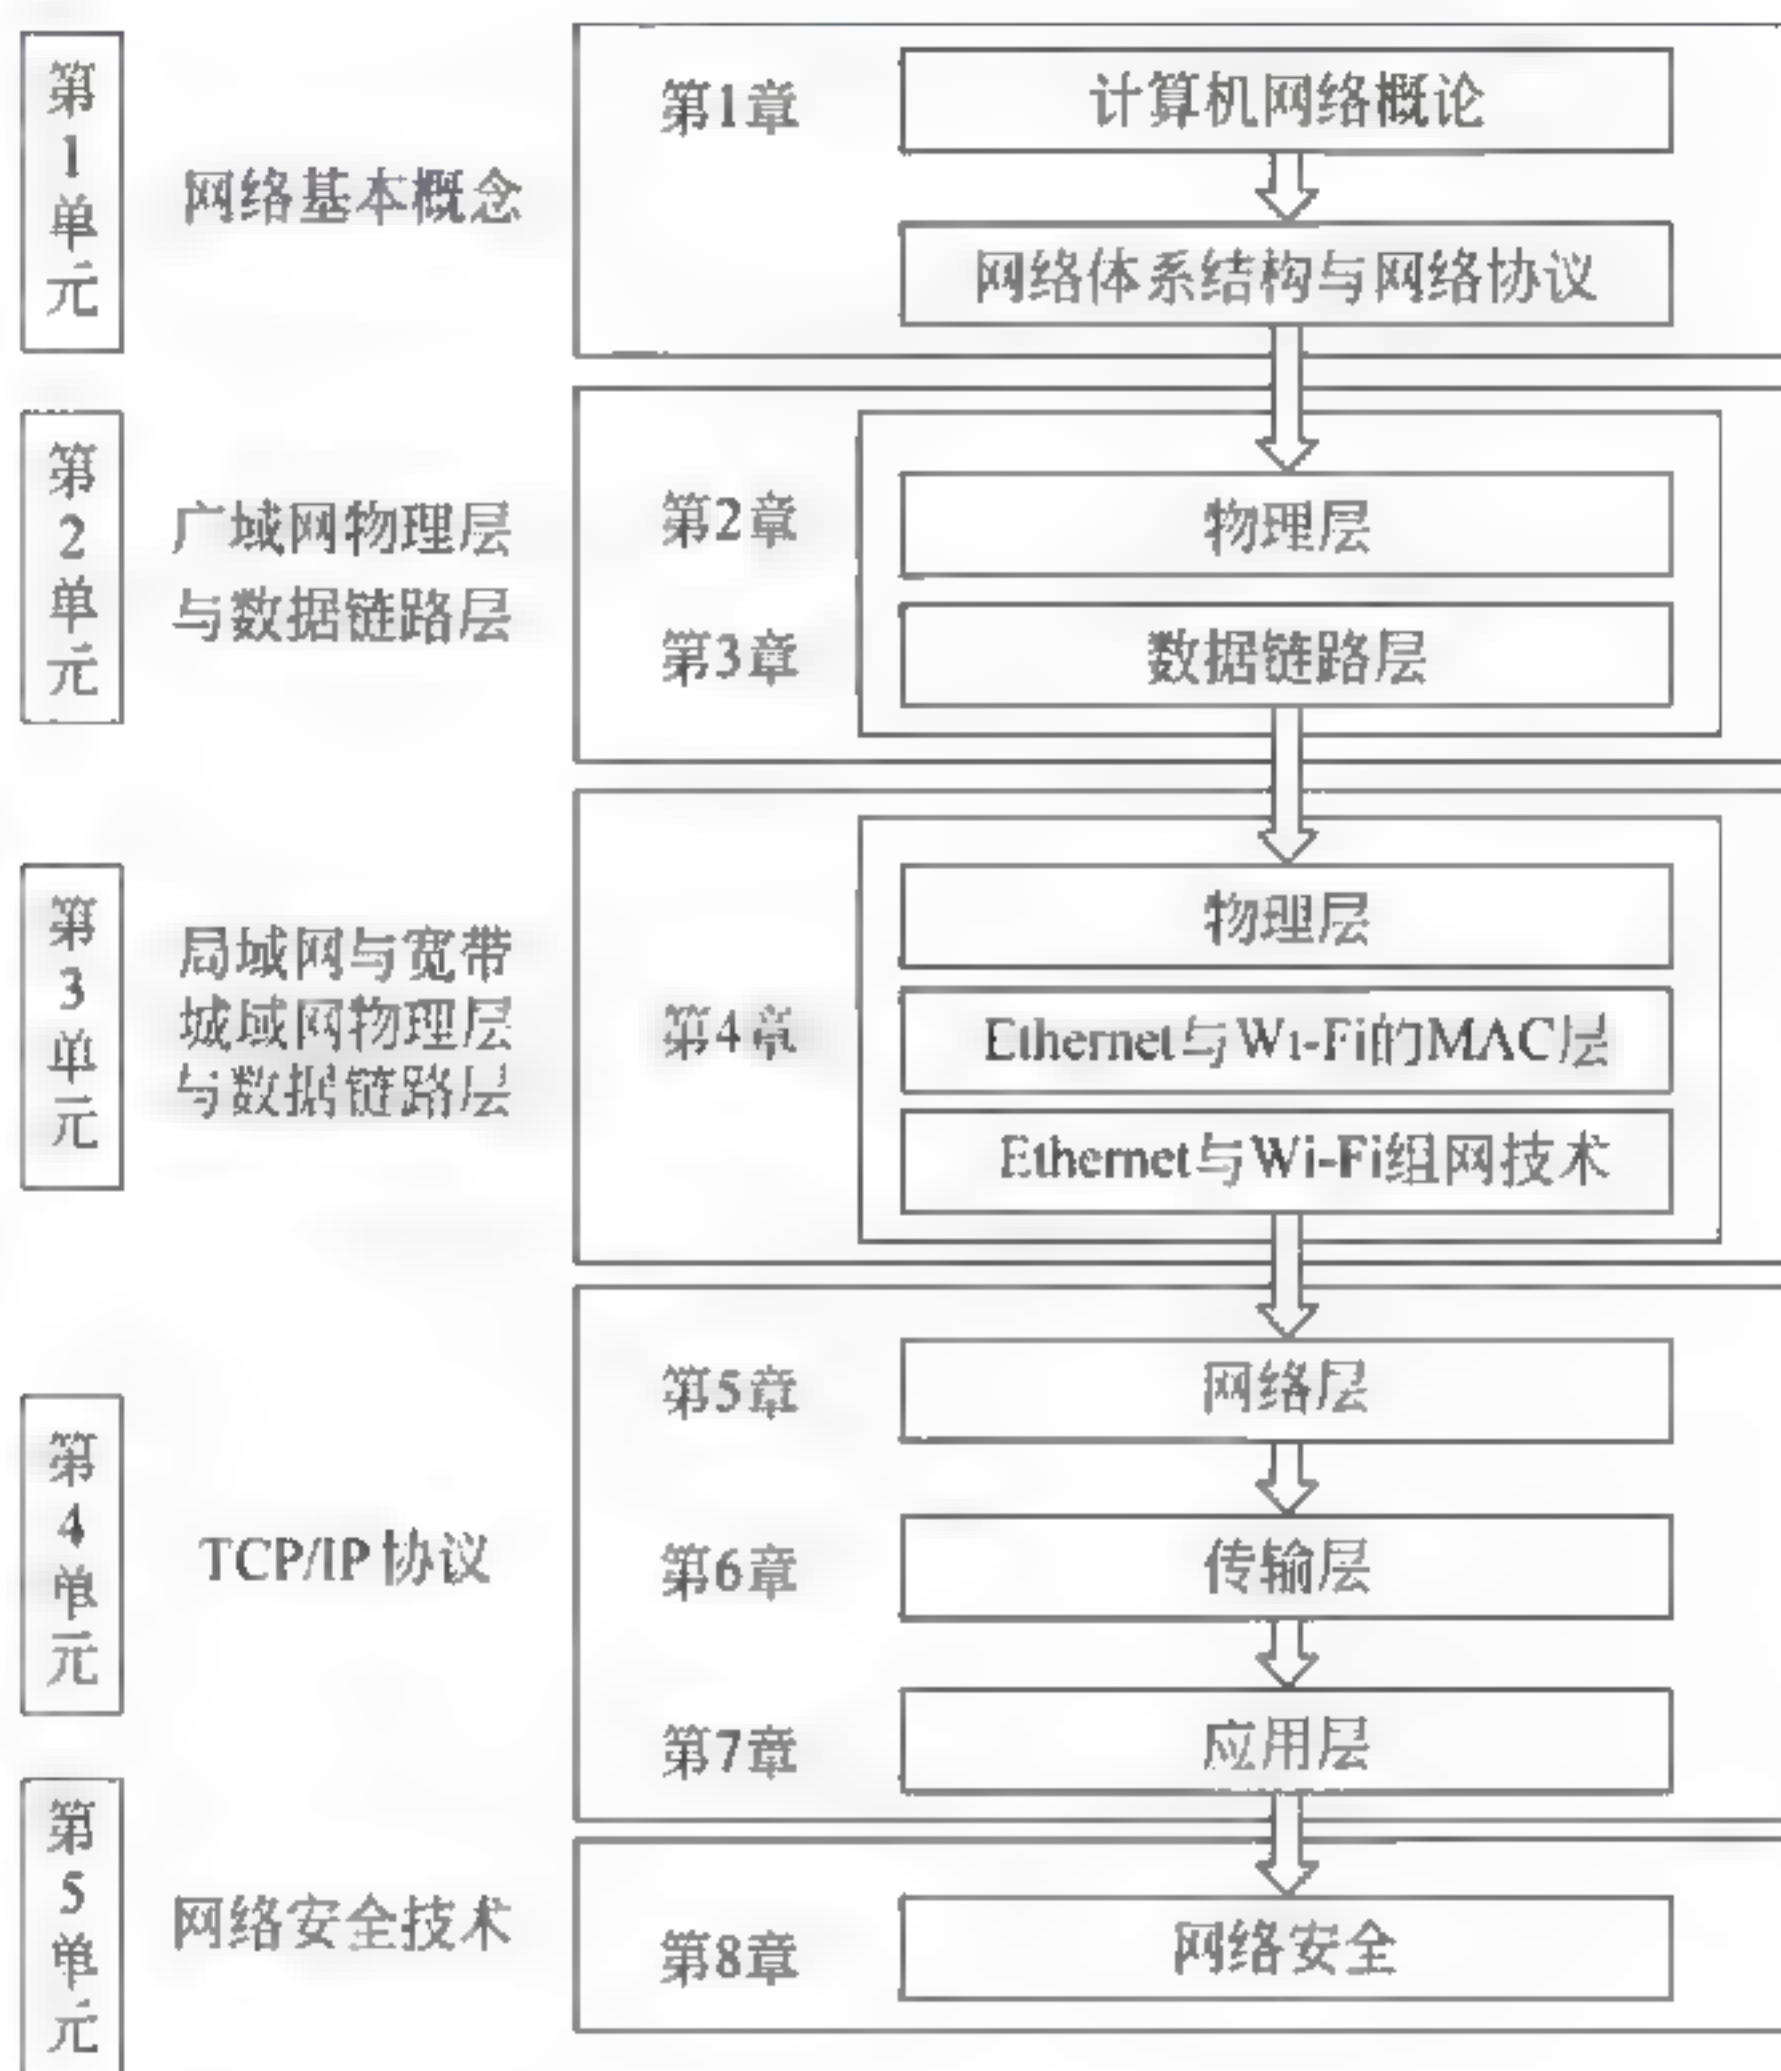 第1单元
网络基本概念
第1章
计算机网络概论
网络体系结构与网络协议
第2单元
广域网物理层
与数据链路层
第2章
物理层
第3章
数据链路层
第3单元
局域网与宽带
城域网物理层
与数据链路层
第4章
物理层
Ethernet与Wi-Fi的MAC层
Ethernet与Wi-Fi组网技术
第4单元
TCP/IP协议
第5章
网络层
第6章
传输层
第7章
应用层
第5单元
网络安全技术
第8章
网络安全